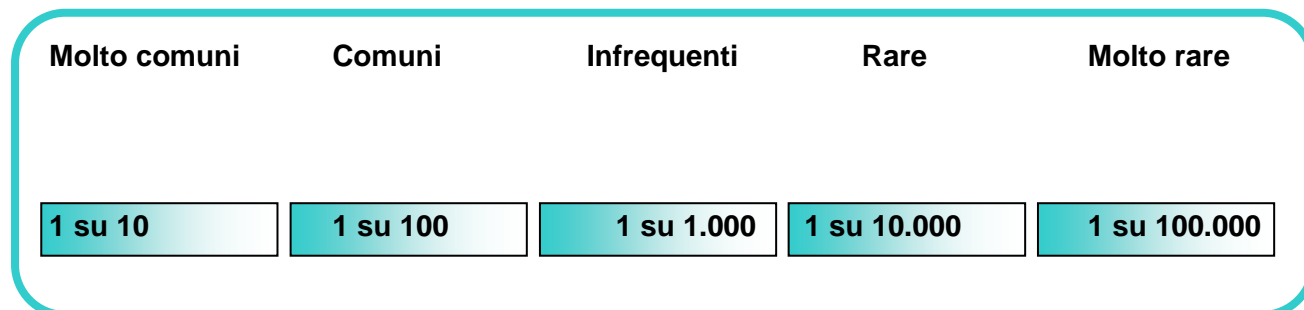 Molto comuni Comuni Infrequenti Rare Molto rare
1 su 10 1 su 100 1 su 1.000 1 su 10.000 1 su 100.000